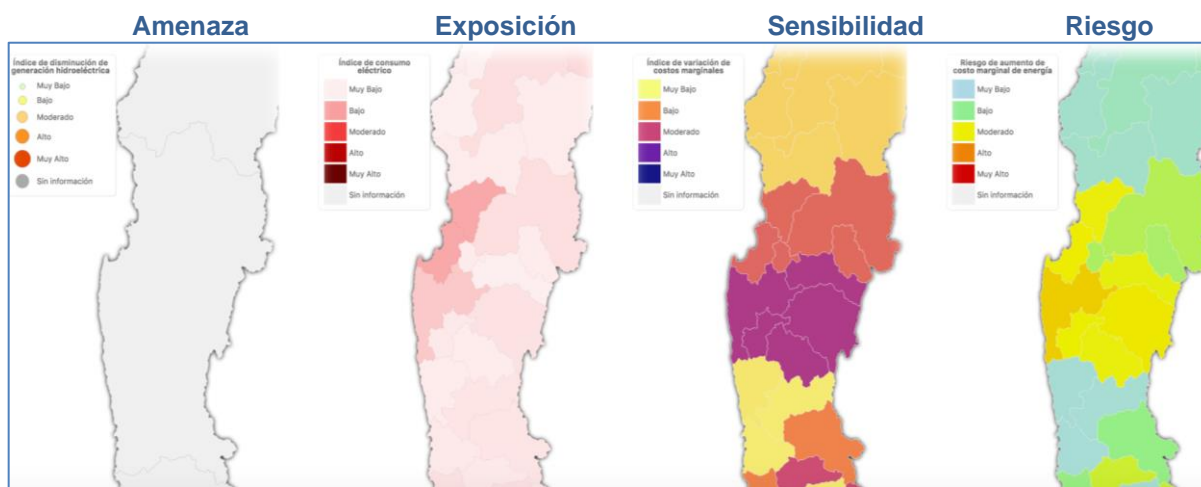 Amenaza
Exposición
Sensibilidad
Riesgo
Índice de disminución de
generación hidroeléctrica
Muy Bajo
Bajo
Moderado
Alto
Muy Alto
Sin información
Índice de consumo
eléctrico
Muy Bajo
Bajo
Moderado
Alto
Muy Alto
Sin información
Índice de variación de
costos marginales
Muy Bajo
Bajo
Moderado
Alto
Muy Alto
Sin información
Riesgo de aumento de
costo marginal de energía
Muy Bajo
Bajo
Moderado
Alto
Muy Alto
Sin información